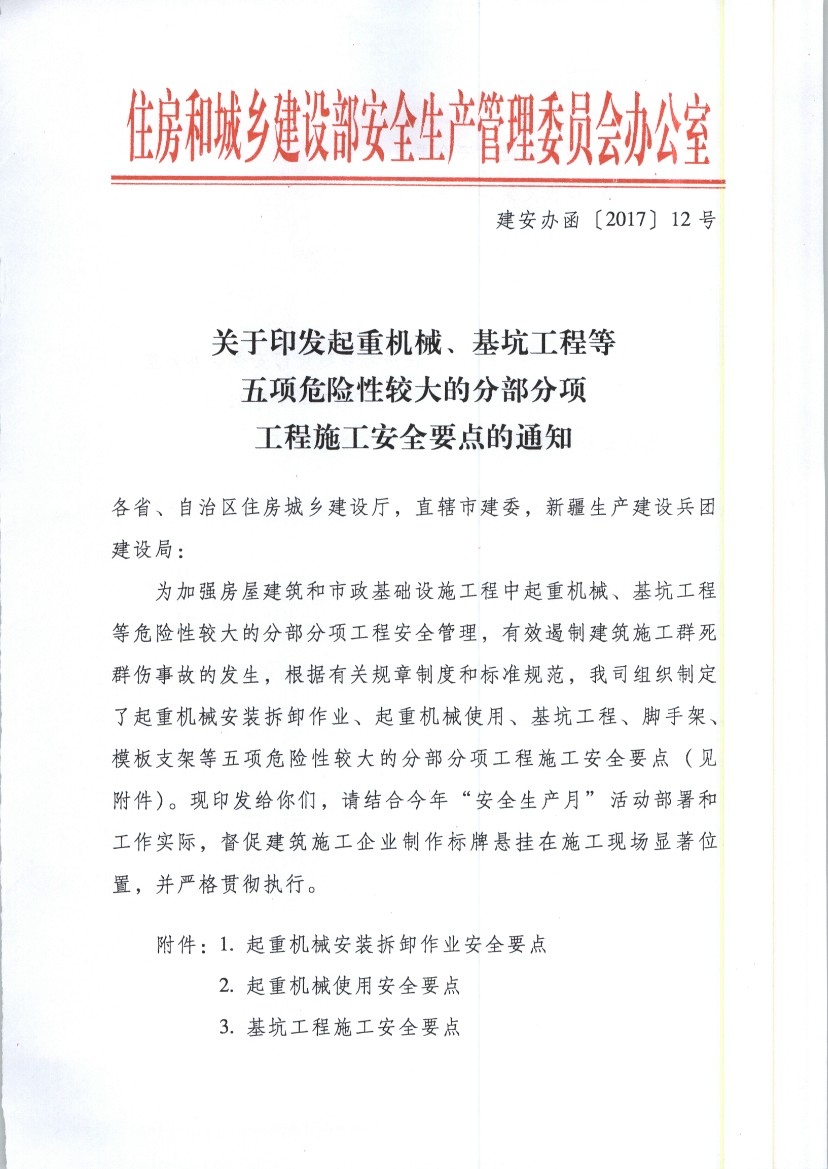 住房和城乡建设部安全生产管理委员会办公室
建安办函〔2017〕12号
关于印发起重机械、基坑工程等
五项危险性较大的分部分项
工程施工安全要点的通知
各省、自治区住房城乡建设厅，直辖市建委，新疆生产建设兵团
建设局：
为加强房屋建筑和市政基础设施工程中起重机械、基坑工程
等危险性较大的分部分项工程安全管理，有效遏制建筑施工群死
群伤事故的发生，根据有关规章制度和标准规范，我司组织制定
了起重机械安装拆卸作业、起重机械使用、基坑工程、脚手架、
模板支架等五项危险性较大的分部分项工程施工安全要点（见
附件）。现印发给你们，请结合今年“安全生产月”活动部署和
工作实际，督促建筑施工企业制作标牌悬挂在施工现场显著位
置，并严格贯彻执行。
附件：1. 起重机械安装拆卸作业安全要点
2. 起重机械使用安全要点
3. 基坑工程施工安全要点